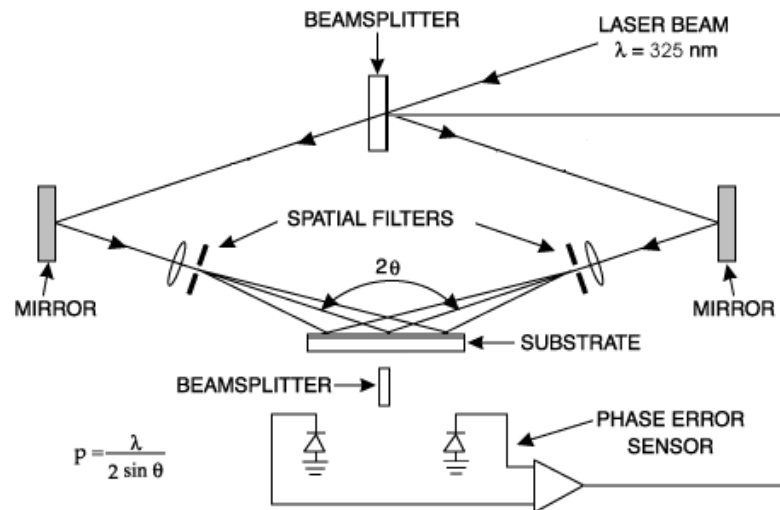 BEAMSPLITTER
LASER BEAM
λ = 325 nm
SPATIAL FILTERS
2θ
MIRROR
MIRROR
SUBSTRATE
BEAMSPLITTER
PHASE ERROR
SENSOR
p = λ / 2 sin θ